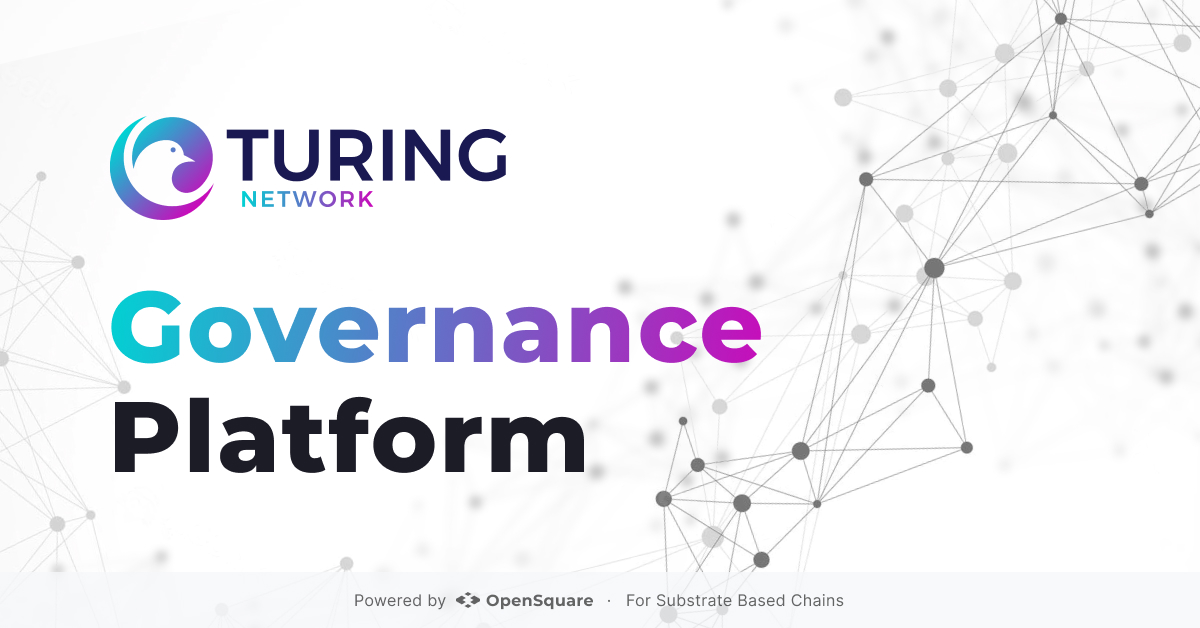 TURING
NETWORK
Governance
Platform
Powered by OpenSquare · For Substrate Based Chains